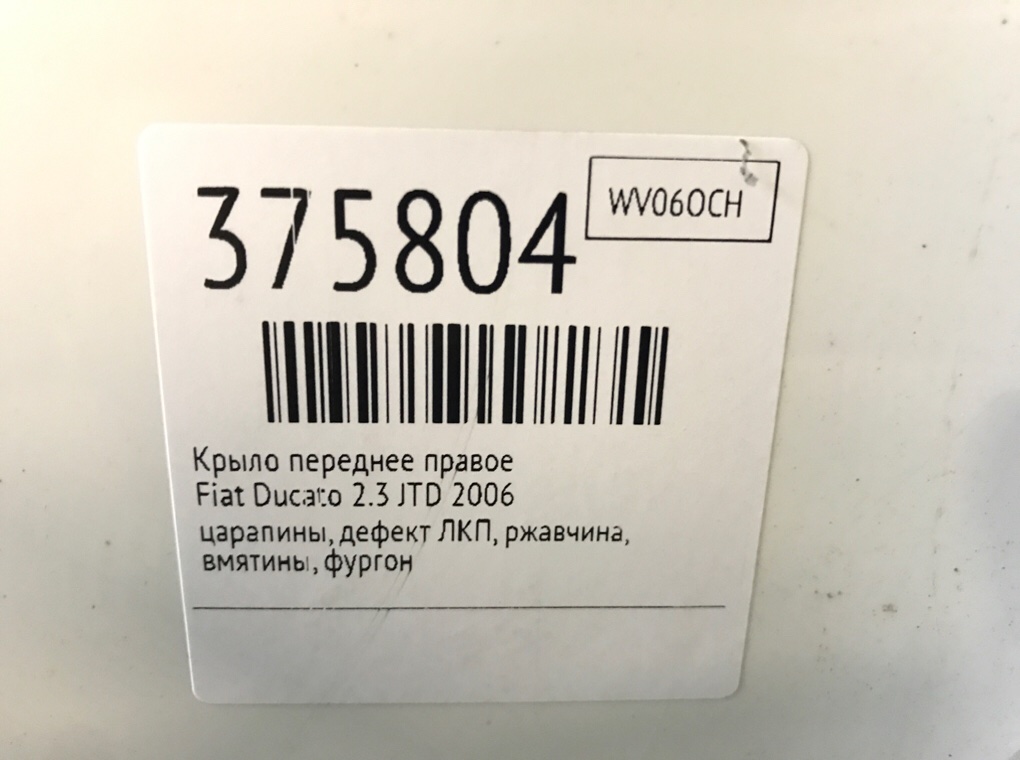 375804
WV06OCH
Крыло переднее правое
Fiat Ducato 2.3 JTD 2006
царапины, дефект ЛКП, ржавчина,
вмятины, фургон